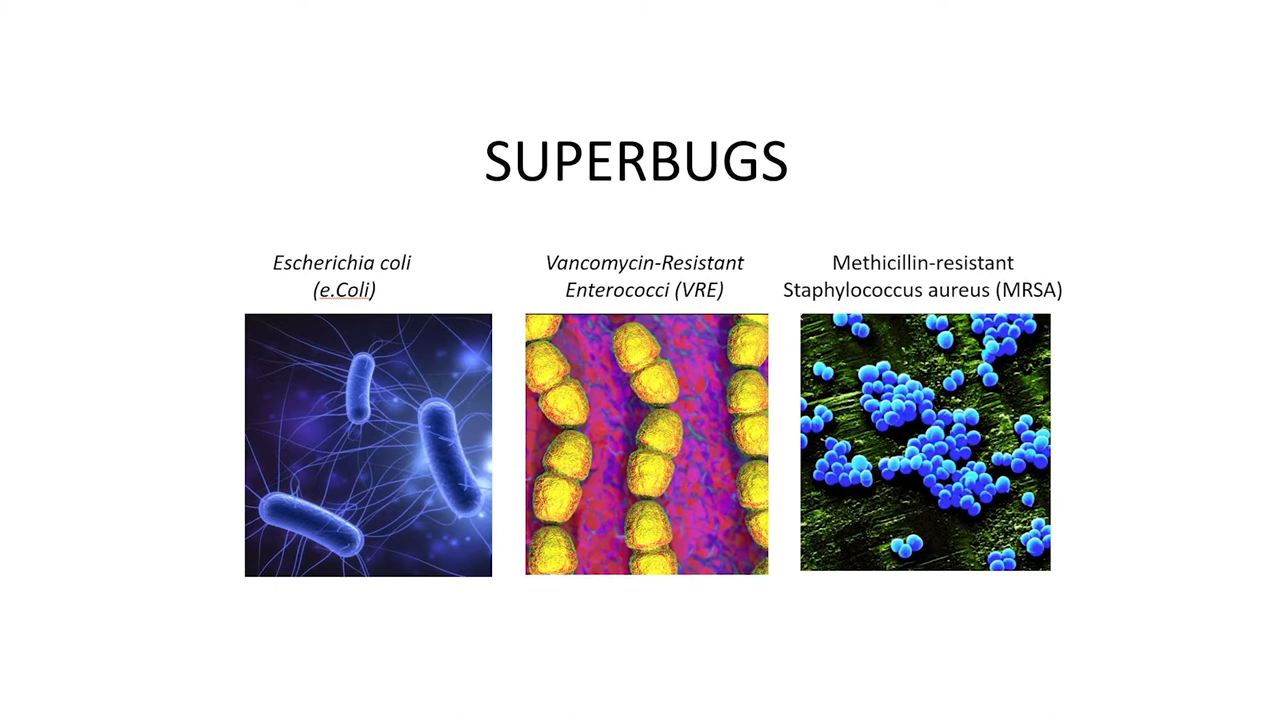 SUPERBUGS
Escherichia coli
(e.Coli)
Vancomycin-Resistant
Enterococci (VRE)
Methicillin-resistant
Staphylococcus aureus (MRSA)